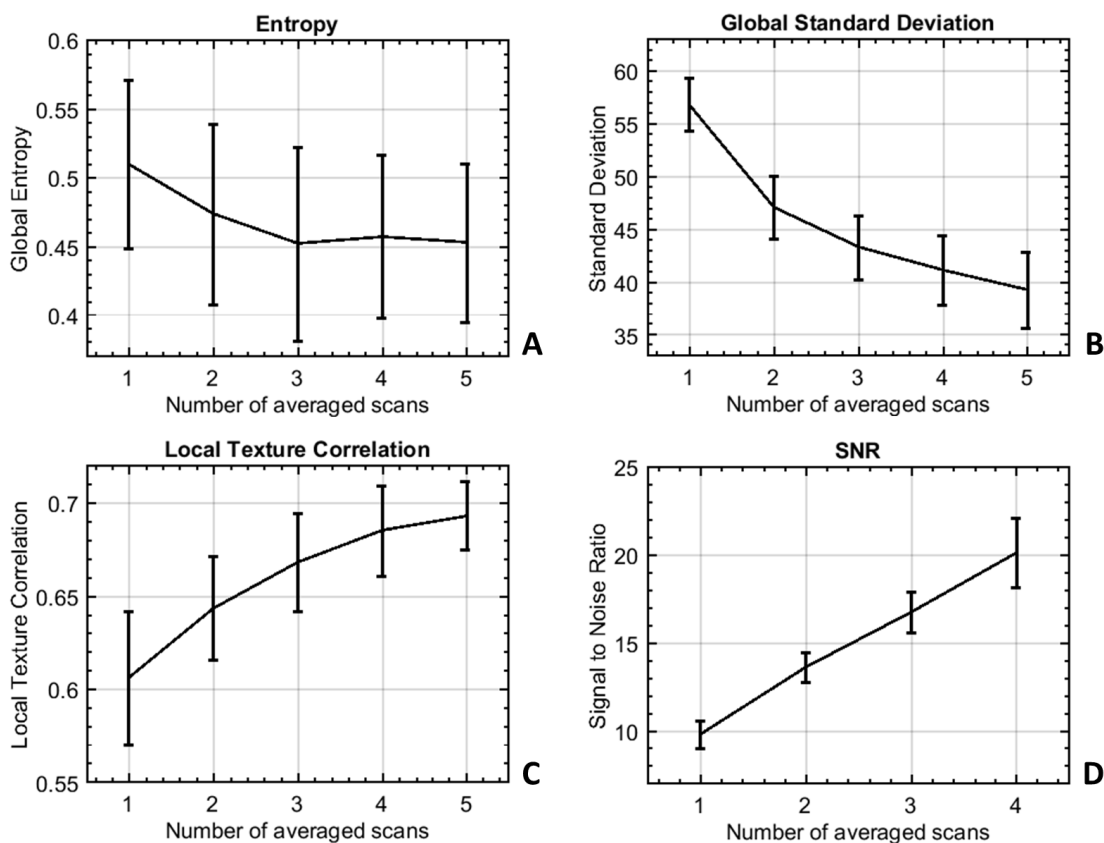 Entropy
0.6
0.55
0.5
0.45
0.4
Global Entropy
1 2 3 4 5
Number of averaged scans
A
Global Standard Deviation
60
55
50
45
40
35
Standard Deviation
1 2 3 4 5
Number of averaged scans
B
Local Texture Correlation
0.7
0.65
0.6
0.55
Local Texture Correlation
1 2 3 4 5
Number of averaged scans
C
SNR
25
20
15
10
Signal to Noise Ratio
1 2 3 4
Number of averaged scans
D